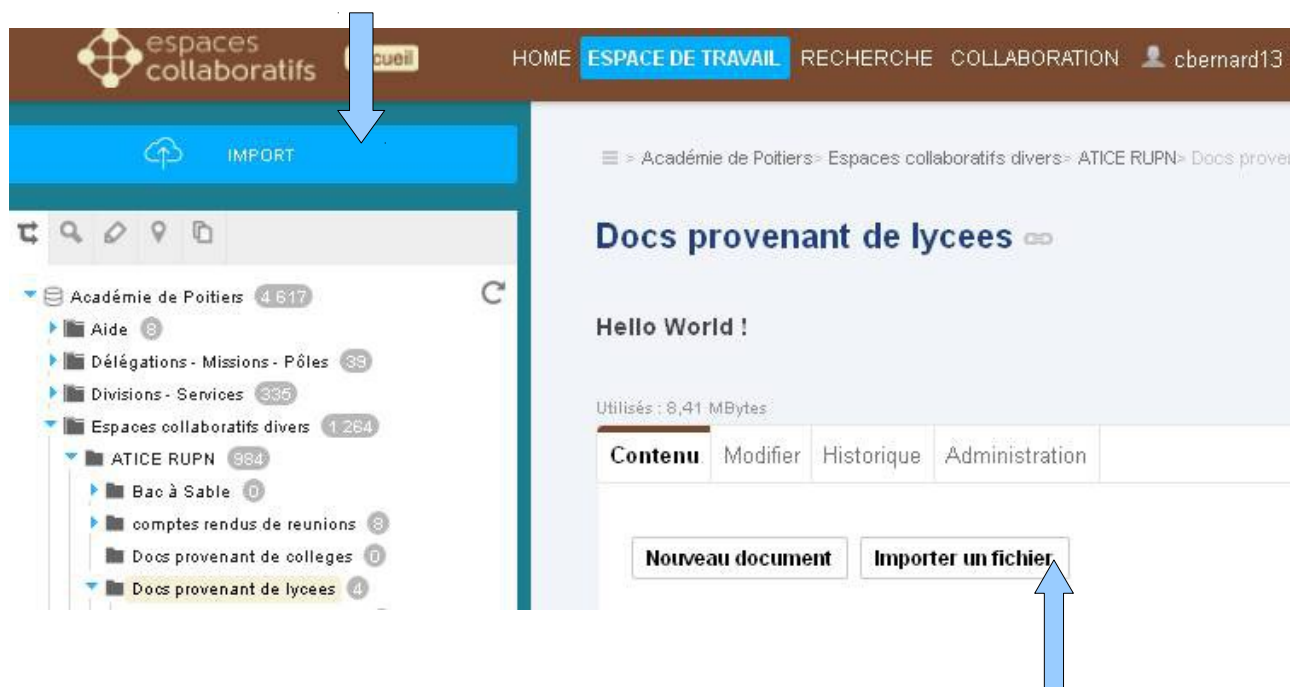 espaces
collaboratifs
HOME ESPACE DE TRAVAIL RECHERCHE COLLABORATION cbernard13
IMPORT
> Académie de Poitiers> Espaces collaboratifs divers> ATICE RUPN> Docs
Docs provenant de lycees
Académie de Poitiers 4 617
Aide 8
Délégations - Missions - Pôles
Divisions - Services 335
Espaces collaboratifs divers 1 264
ATICE RUPN 984
Bac à Sable 0
comptes rendus de reunions 8
Docs provenant de colleges 0
Docs provenant de lycees 4
Hello World !
Utilisés : 8,41 MBytes
Contenu Modifier Historique Administration
Nouveau document Importer un fichier